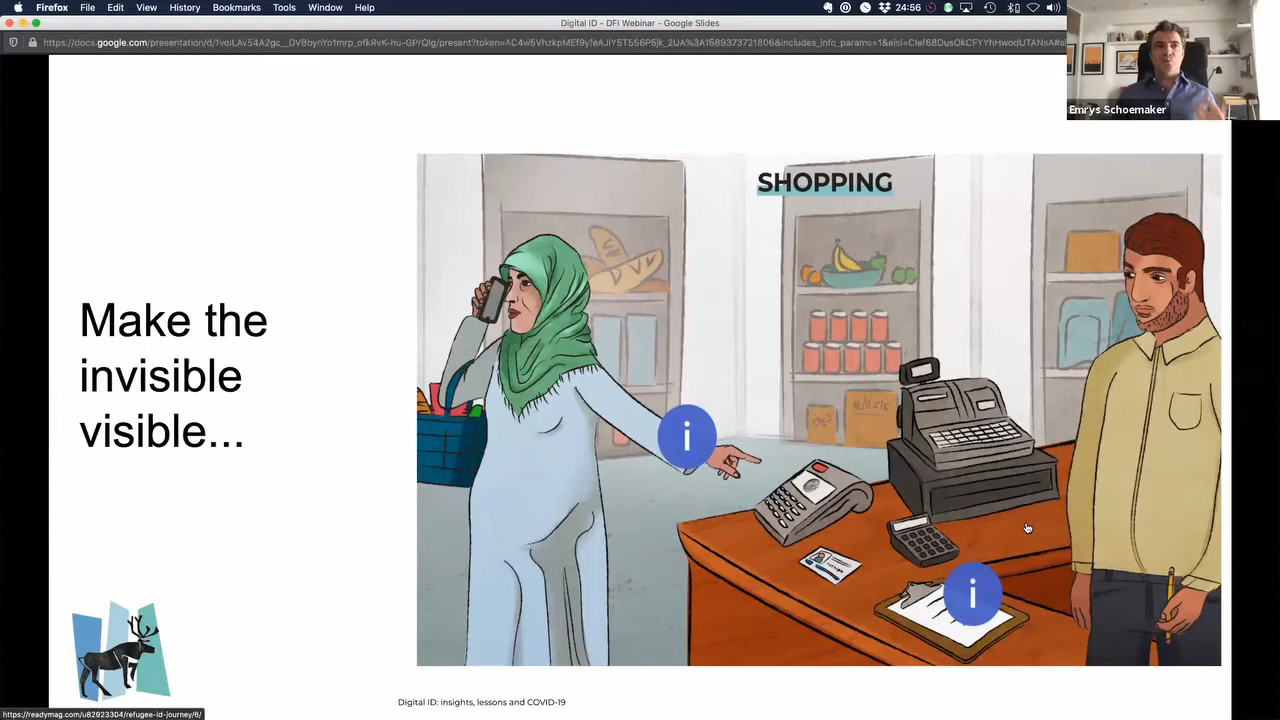 Firefox File Edit View History Bookmarks Tools Window Help 24:56
Digital ID - DFI Webinar - Google Slides
Emrys Schoemaker
SHOPPING
Make the
invisible
visible...
i
i
Digital ID: insights, lessons and COVID-19
https://readymag.com/u82923304/refugee-id-journey/6/